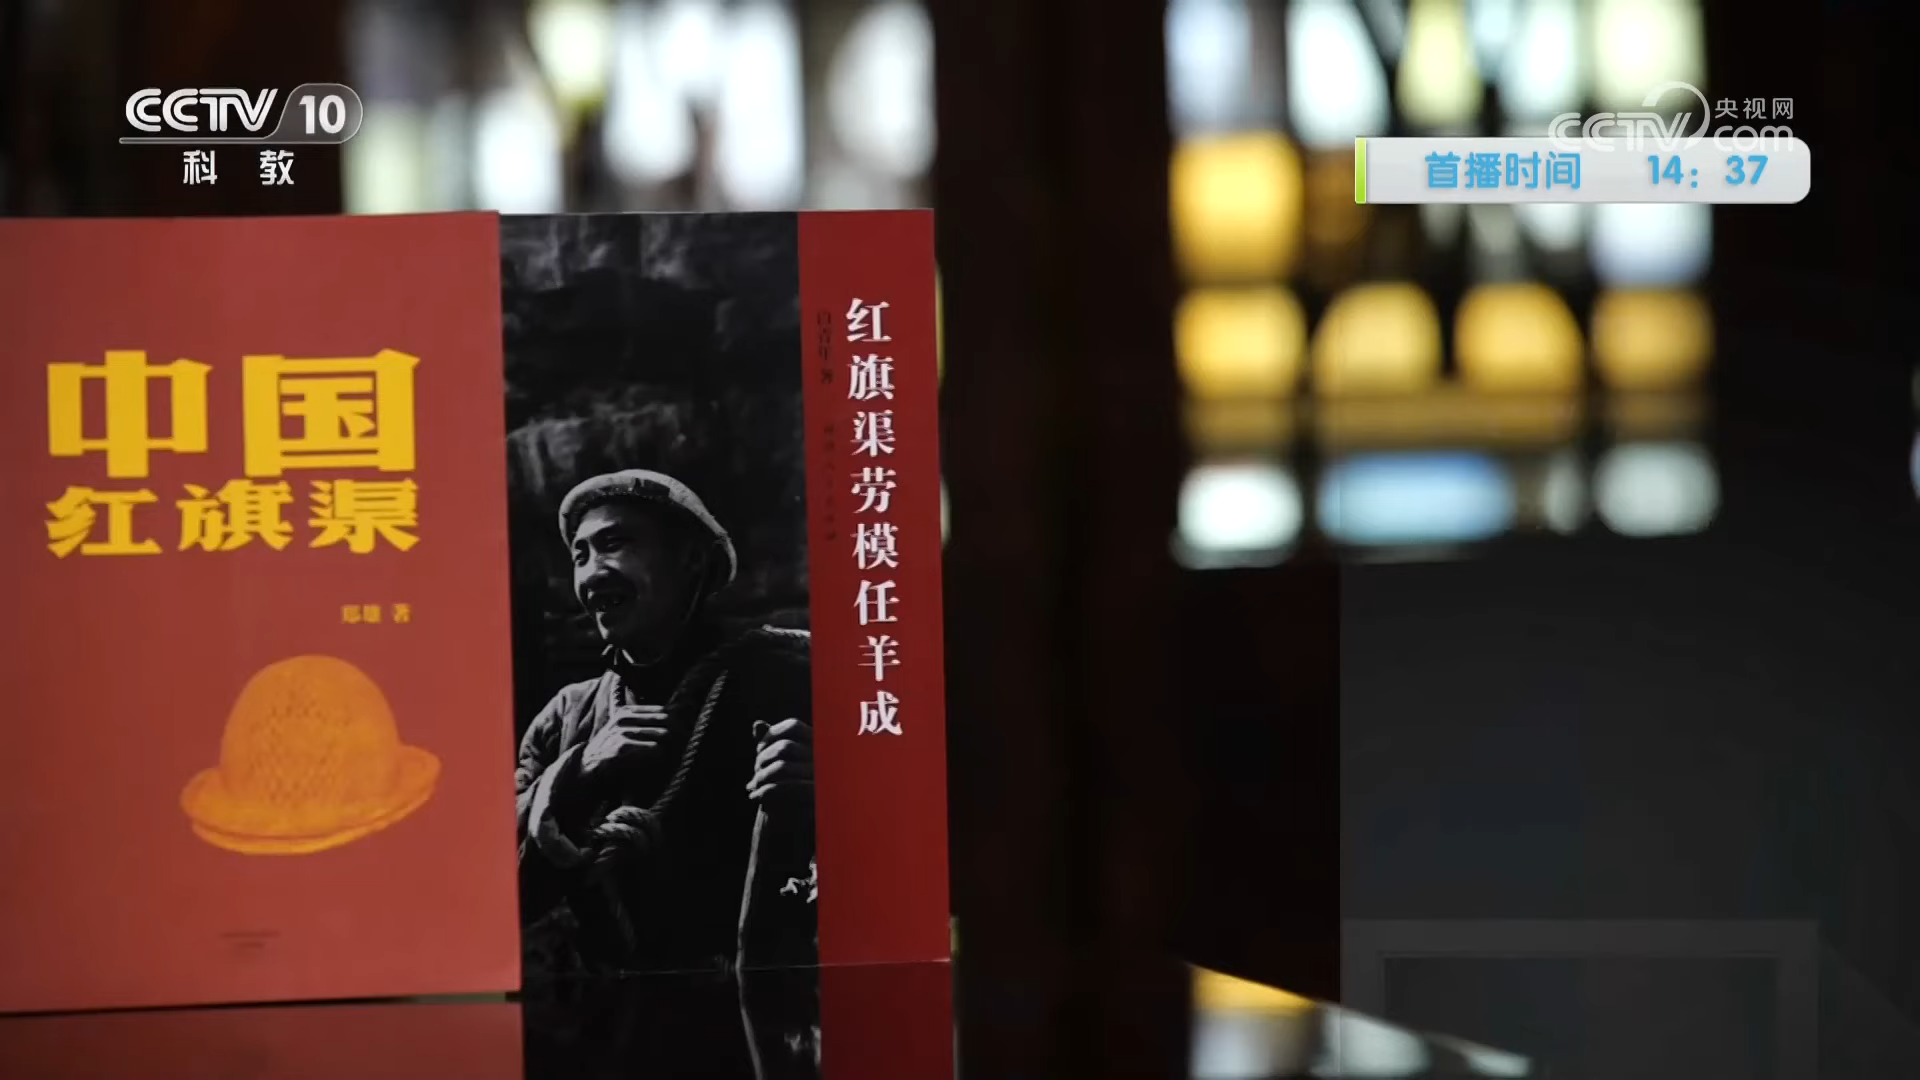 CCTV 10
科 教
央视网
CCTV.com
首播时间 14: 37
中国
红旗渠
郑雄 著
红旗渠劳模任羊成